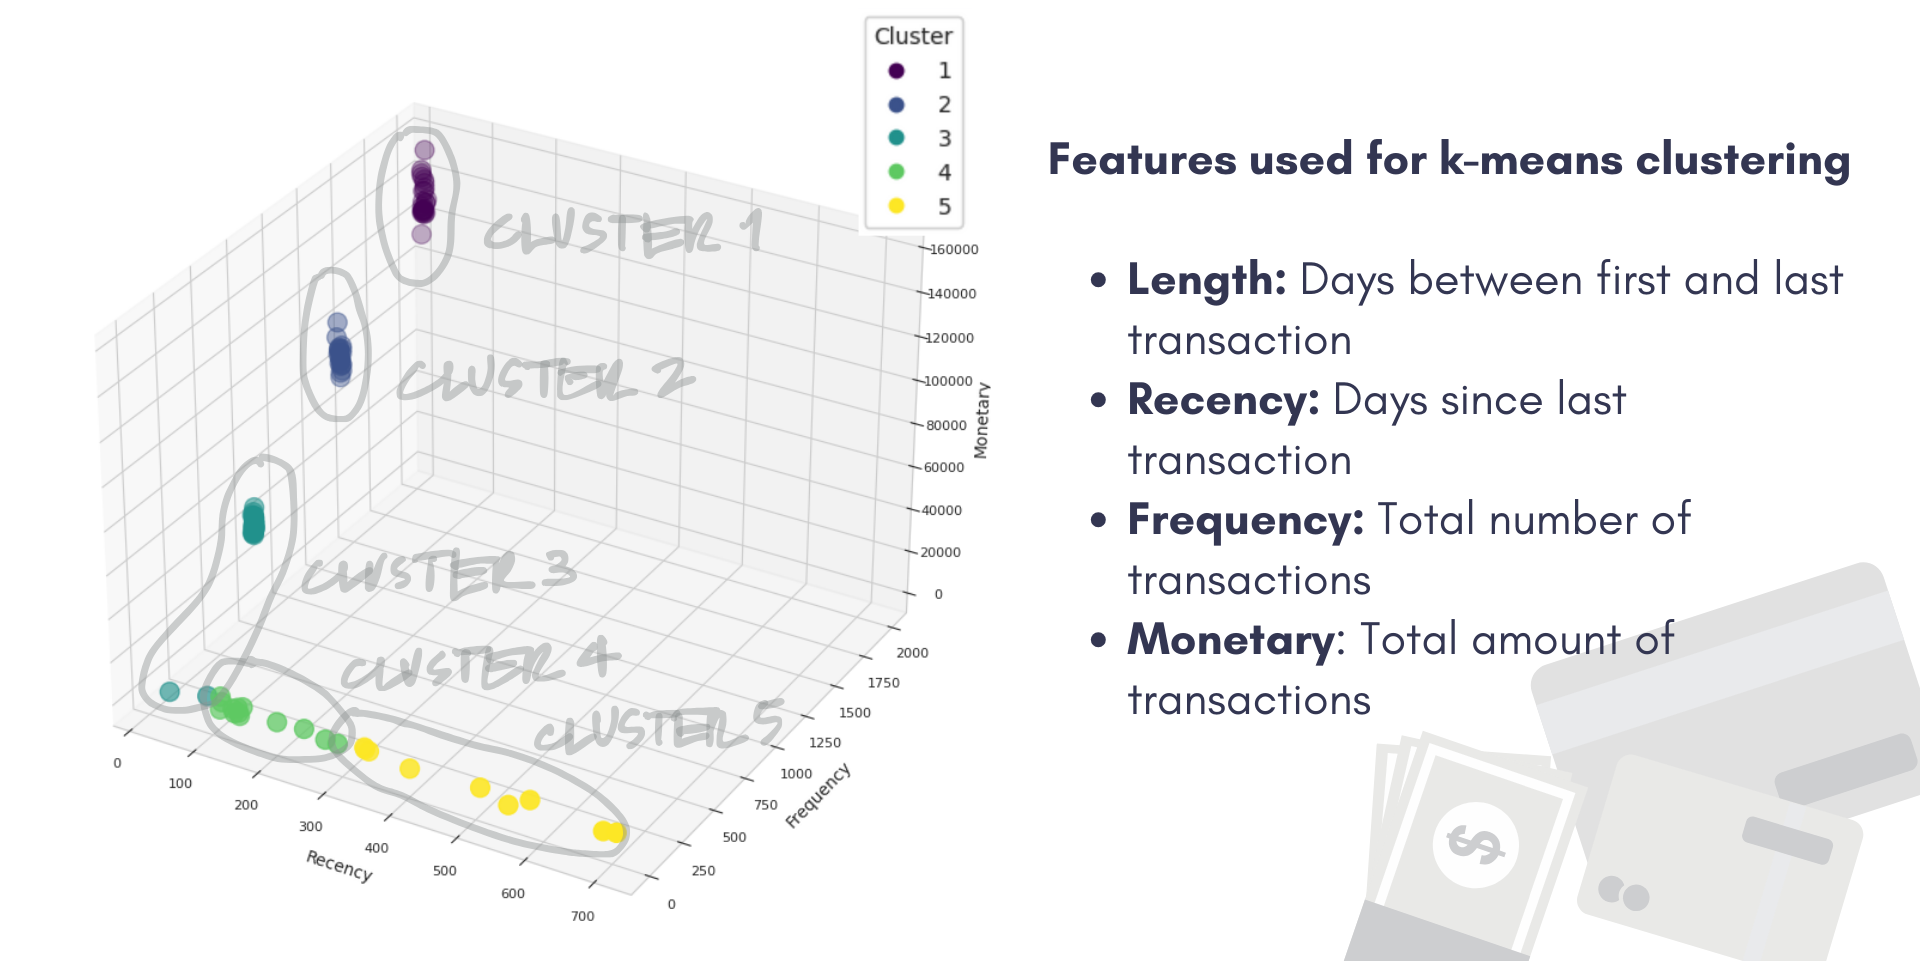 Cluster
1
2
3
4
5
CLUSTER 1
CLUSTER 2
CLUSTER 3
CLUSTER 4
CLUSTER 5
160000
140000
120000
100000
80000
60000
40000
20000
0
Monetary
2000
1750
1500
1250
1000
750
500
250
0
Frequency
0
100
200
300
400
500
600
700
Recency
Features used for k-means clustering
• Length: Days between first and last
transaction
• Recency: Days since last
transaction
• Frequency: Total number of
transactions
• Monetary: Total amount of
transactions
$